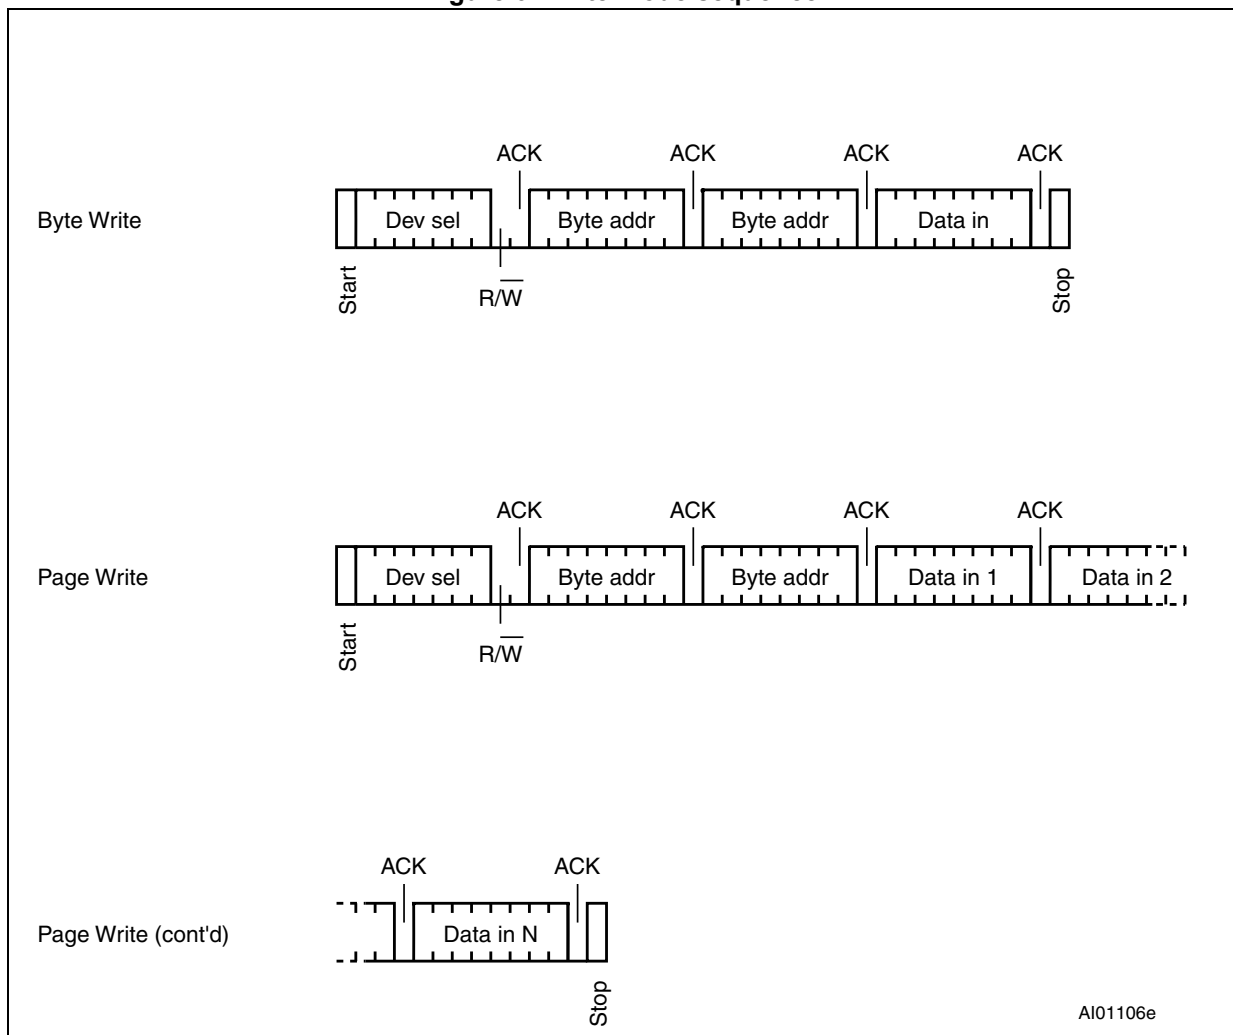 ACK ACK ACK ACK
Byte Write Dev sel Byte addr Byte addr Data in
Start R/W Stop
ACK ACK ACK ACK
Page Write Dev sel Byte addr Byte addr Data in 1 Data in 2
Start R/W
ACK ACK
Page Write (cont'd) Data in N
Stop
AI01106e